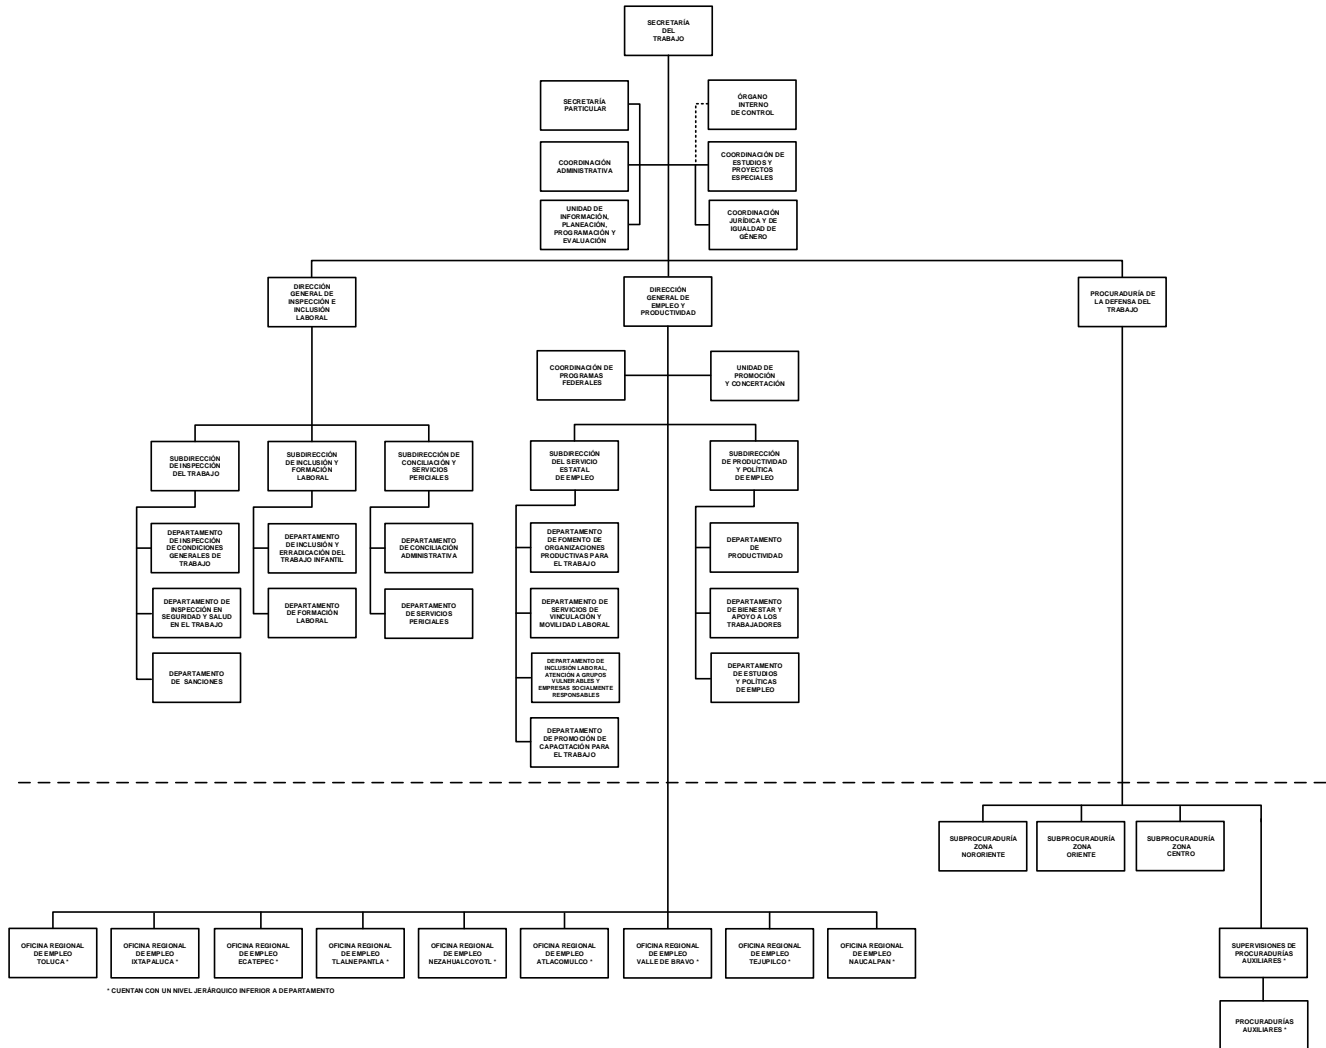 SECRETARÍA
DEL
TRABAJO
SECRETARÍA
PARTICULAR
ÓRGANO
INTERNO
DE CONTROL
COORDINACIÓN
ADMINISTRATIVA
COORDINACIÓN DE
ESTUDIOS Y
PROYECTOS
ESPECIALES
UNIDAD DE
INFORMACIÓN,
PLANEACIÓN,
PROGRAMACIÓN Y
EVALUACIÓN
COORDINACIÓN
JURÍDICA Y DE
IGUALDAD DE
GÉNERO
DIRECCIÓN
GENERAL DE
INSPECCIÓN E
INCLUSIÓN
LABORAL
DIRECCIÓN
GENERAL DE
EMPLEO Y
PRODUCTIVIDAD
PROCURADURÍA DE
LA DEFENSA DEL
TRABAJO
COORDINACIÓN DE
PROGRAMAS
FEDERALES
UNIDAD DE
PROMOCIÓN
Y CONCERTACIÓN
SUBDIRECCIÓN
DE INSPECCIÓN
DEL TRABAJO
SUBDIRECCIÓN
DE INCLUSIÓN Y
FORMACIÓN
LABORAL
SUBDIRECCIÓN DE
CONCILIACIÓN Y
SERVICIOS
PERICIALES
SUBDIRECCIÓN
DEL SERVICIO
ESTATAL
DE EMPLEO
SUBDIRECCIÓN
DE PRODUCTIVIDAD
Y POLÍTICA
DE EMPLEO
DEPARTAMENTO
DE INSPECCIÓN
DE CONDICIONES
GENERALES DE
TRABAJO
DEPARTAMENTO
DE INCLUSIÓN Y
ERRADICACIÓN DEL
TRABAJO INFANTIL
DEPARTAMENTO
DE CONCILIACIÓN
ADMINISTRATIVA
DEPARTAMENTO
DE FOMENTO DE
ORGANIZACIONES
PRODUCTIVAS PARA
EL TRABAJO
DEPARTAMENTO
DE
PRODUCTIVIDAD
DEPARTAMENTO DE
INSPECCIÓN EN
SEGURIDAD Y SALUD
EN EL TRABAJO
DEPARTAMENTO
DE FORMACIÓN
LABORAL
DEPARTAMENTO
DE SERVICIOS
PERICIALES
DEPARTAMENTO DE
SERVICIOS DE
VINCULACIÓN Y
MOVILIDAD LABORAL
DEPARTAMENTO
DE BIENESTAR Y
APOYO A LOS
TRABAJADORES
DEPARTAMENTO
DE SANCIONES
DEPARTAMENTO DE
INCLUSIÓN LABORAL,
ATENCIÓN A GRUPOS
VULNERABLES Y
EMPRESAS SOCIALMENTE
RESPONSABLES
DEPARTAMENTO
DE ESTUDIOS
Y POLÍTICAS
DE EMPLEO
DEPARTAMENTO
DE PROMOCIÓN DE
CAPACITACIÓN PARA
EL TRABAJO
SUBPROCURADURÍA
ZONA
NORORIENTE
SUBPROCURADURÍA
ZONA
ORIENTE
SUBPROCURADURÍA
ZONA
CENTRO
OFICINA REGIONAL
DE EMPLEO
TOLUCA *
OFICINA REGIONAL
DE EMPLEO
IXTAPALUCA *
OFICINA REGIONAL
DE EMPLEO
ECATEPEC *
OFICINA REGIONAL
DE EMPLEO
TLALNEPANTLA *
OFICINA REGIONAL
DE EMPLEO
NEZAHUALCOYOTL *
OFICINA REGIONAL
DE EMPLEO
ATLACOMULCO *
OFICINA REGIONAL
DE EMPLEO
VALLE DE BRAVO *
OFICINA REGIONAL
DE EMPLEO
TEJUPILCO *
OFICINA REGIONAL
DE EMPLEO
NAUCALPAN *
SUPERVISIONES DE
PROCURADURÍAS
AUXILIARES *
* CUENTAN CON UN NIVEL JERÁRQUICO INFERIOR A DEPARTAMENTO
PROCURADURÍAS
AUXILIARES *